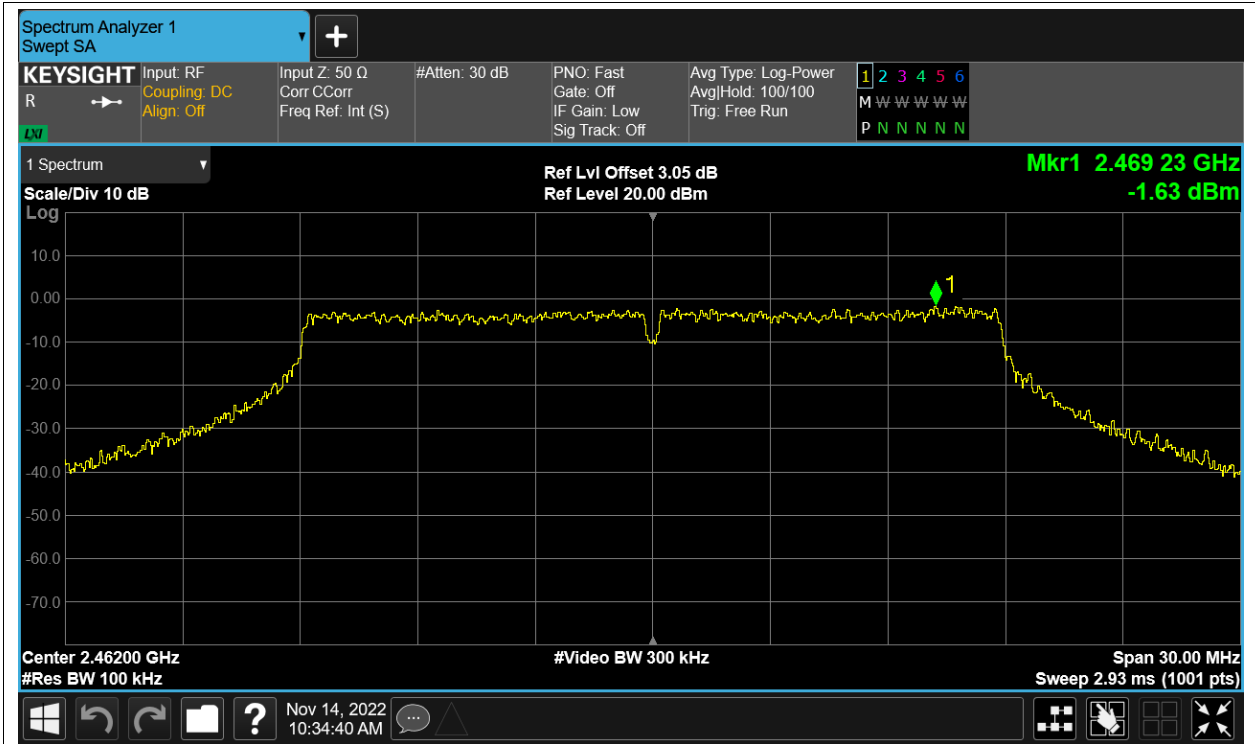 Spectrum Analyzer 1
Swept SA
+
KEYSIGHT
R
LXI
Input: RF
Coupling: DC
Align: Off
Input Z: 50 Ω
Corr CCorr
Freq Ref: Int (S)
#Atten: 30 dB
PNO: Fast
Gate: Off
IF Gain: Low
Sig Track: Off
Avg Type: Log-Power
Avg|Hold: 100/100
Trig: Free Run
1 2 3 4 5 6
M W W W W W
P N N N N N
1 Spectrum
Scale/Div 10 dB
Ref Lvl Offset 3.05 dB
Ref Level 20.00 dBm
Mkr1 2.469 23 GHz
-1.63 dBm
Log
10.0
0.00
-10.0
-20.0
-30.0
-40.0
-50.0
-60.0
-70.0
1
Center 2.46200 GHz
#Res BW 100 kHz
#Video BW 300 kHz
Span 30.00 MHz
Sweep 2.93 ms (1001 pts)
?
Nov 14, 2022
10:34:40 AM